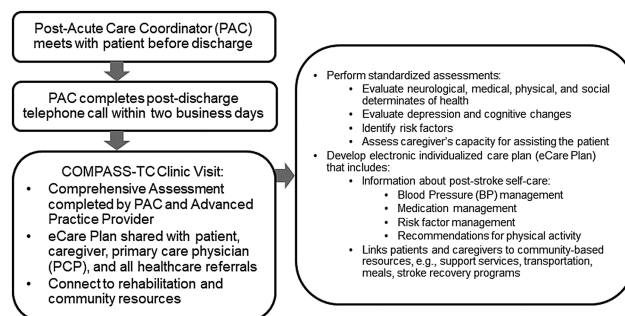 Post-Acute Care Coordinator (PAC)
meets with patient before discharge
PAC completes post-discharge
telephone call within two business days
COMPASS-TC Clinic Visit:
• Comprehensive Assessment
completed by PAC and Advanced
Practice Provider
• eCare Plan shared with patient,
caregiver, primary care physician
(PCP), and all healthcare referrals
• Connect to rehabilitation and
community resources
• Perform standardized assessments:
• Evaluate neurological, medical, physical, and social
determinates of health
• Evaluate depression and cognitive changes
• Identify risk factors
• Assess caregiver's capacity for assisting the patient
• Develop electronic individualized care plan (eCare Plan)
that includes:
• Information about post-stroke self-care:
• Blood Pressure (BP) management
• Medication management
• Risk factor management
• Recommendations for physical activity
• Links patients and caregivers to community-based
resources, e.g., support services, transportation,
meals, stroke recovery programs